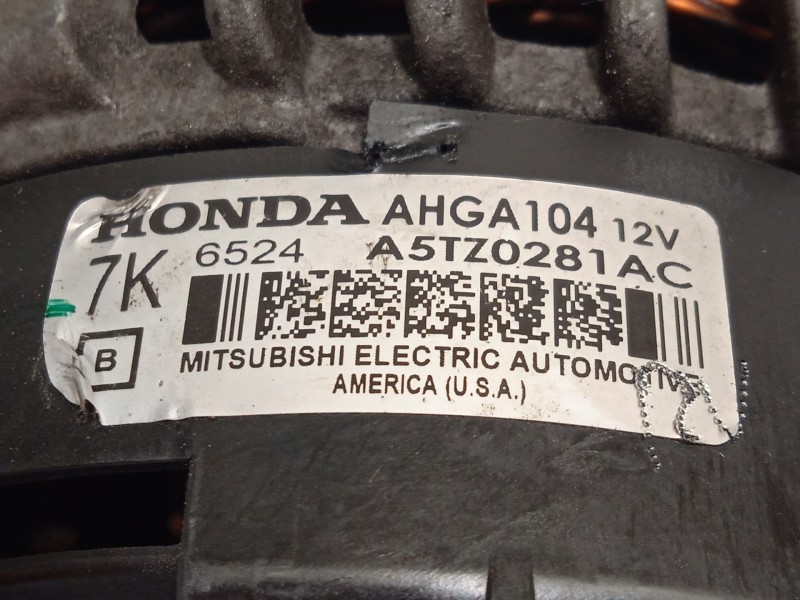 HONDA AHGA104 12V
7K 6524 A5TZ0281AC
B
MITSUBISHI ELECTRIC AUTOMOTIVE
AMERICA (U.S.A.)